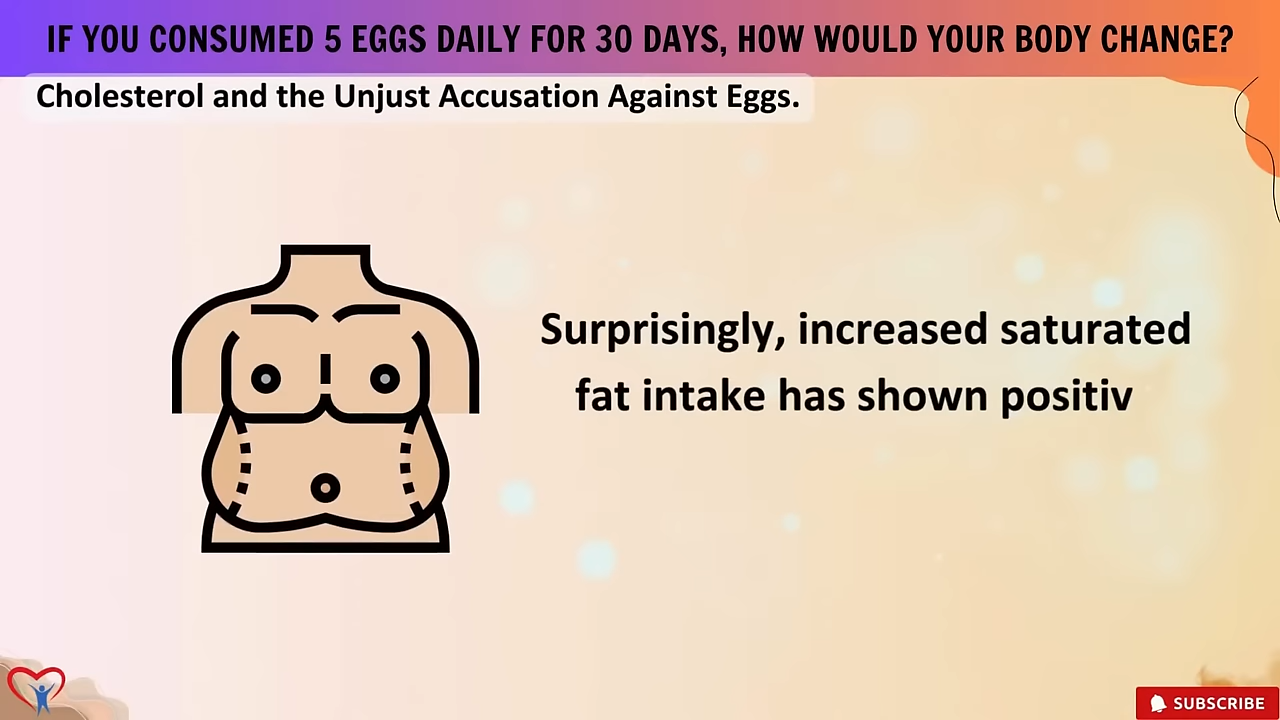 IF YOU CONSUMED 5 EGGS DAILY FOR 30 DAYS, HOW WOULD YOUR BODY CHANGE?
Cholesterol and the Unjust Accusation Against Eggs.
Surprisingly, increased saturated
fat intake has shown positiv
SUBSCRIBE